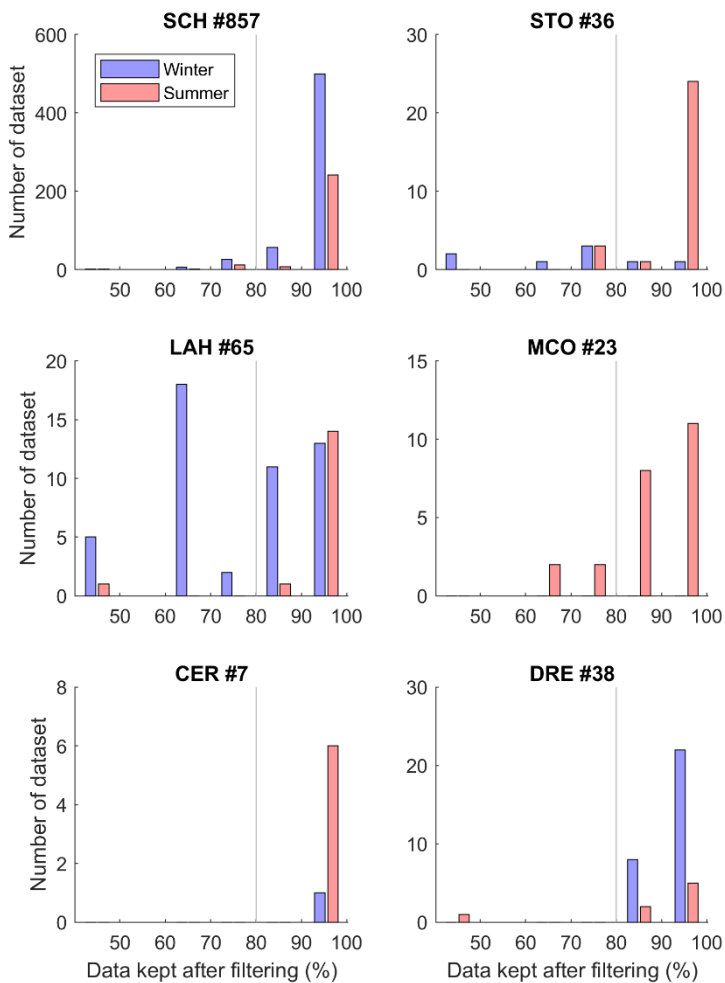 SCH #857
STO #36
600
400
200
0
Number of dataset
Winter
Summer
50 60 70 80 90 100
30
20
10
0
50 60 70 80 90 100
LAH #65
MCO #23
20
15
10
5
0
Number of dataset
50 60 70 80 90 100
15
10
5
0
50 60 70 80 90 100
CER #7
DRE #38
8
6
4
2
0
Number of dataset
50 60 70 80 90 100
Data kept after filtering (%)
30
20
10
0
50 60 70 80 90 100
Data kept after filtering (%)